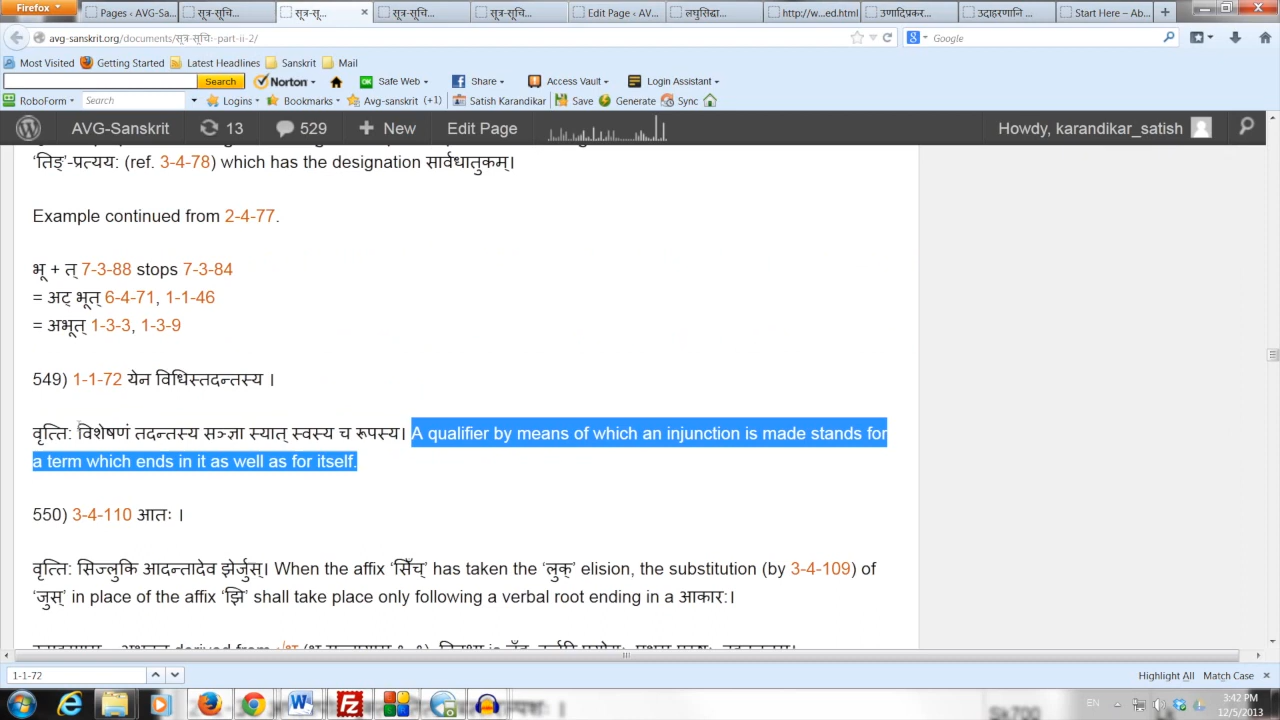 Firefox
Pages ‹ AVG-Sa...
सूत्र-सूचि...
सूत्र-सू...
सूत्र-सूचि...
सूत्र-सूचि...
Edit Page ‹ AV...
लघुसिद्धा...
http://w...ed.html
उणादिप्रकर...
उदाहरणानि ...
Start Here – Ab...
avg-sanskrit.org/documents/सूत्र-सूचिः-part-ii-2/
Google
Most Visited
Getting Started
Latest Headlines
Sanskrit
Mail
Search
Norton
Safe Web
Share
Access Vault
Login Assistant
RoboForm
Search
Logins
Bookmarks
Avg-sanskrit (+1)
Satish Karandikar
Save
Generate
Sync
AVG-Sanskrit
13
529
New
Edit Page
Howdy, karandikar_satish
‘तिङ्’-प्रत्यय: (ref. 3-4-78) which has the designation सार्वधातुकम्।
Example continued from 2-4-77.
भू + त् 7-3-88 stops 7-3-84
= अट् भूत् 6-4-71, 1-1-46
= अभूत् 1-3-3, 1-3-9
549) 1-1-72 येन विधिस्तदन्तस्य ।
वृत्ति: विशेषणं तदन्तस्य सञ्ज्ञा स्यात् स्वस्य च रूपस्य। A qualifier by means of which an injunction is made stands for
a term which ends in it as well as for itself.
550) 3-4-110 आतः ।
वृत्ति: सिज्लुकि आदन्तादेव झेर्जुस्। When the affix ‘सिँच्’ has taken the ‘लुक्’ elision, the substitution (by 3-4-109) of
‘जुस्’ in place of the affix ‘झि’ shall take place only following a verbal root ending in a आकार:।
1-1-72
Highlight All
Match Case
EN
3:42 PM
12/5/2013